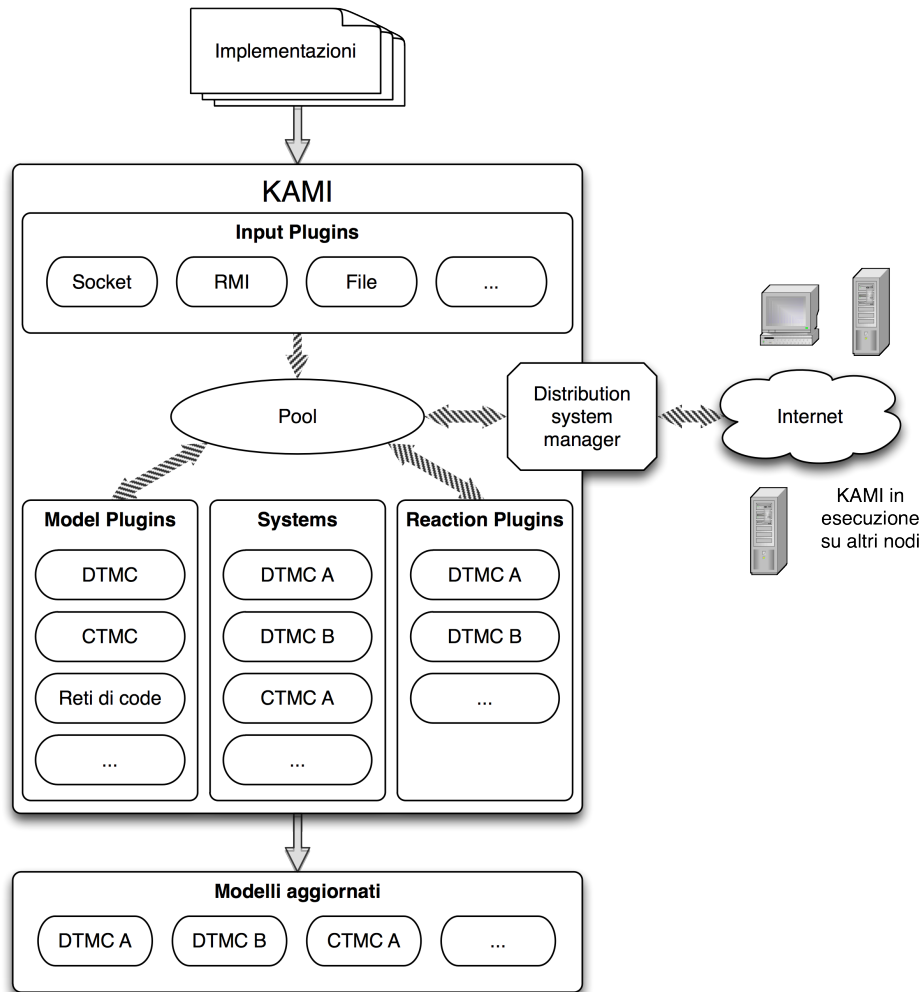 Implementazioni
KAMI
Input Plugins
Socket
RMI
File
...
Pool
Distribution
system
manager
Internet
KAMI in
esecuzione
su altri nodi
Model Plugins
DTMC
CTMC
Reti di code
...
Systems
DTMC A
DTMC B
CTMC A
...
Reaction Plugins
DTMC A
DTMC B
...
Modelli aggiornati
DTMC A
DTMC B
CTMC A
...